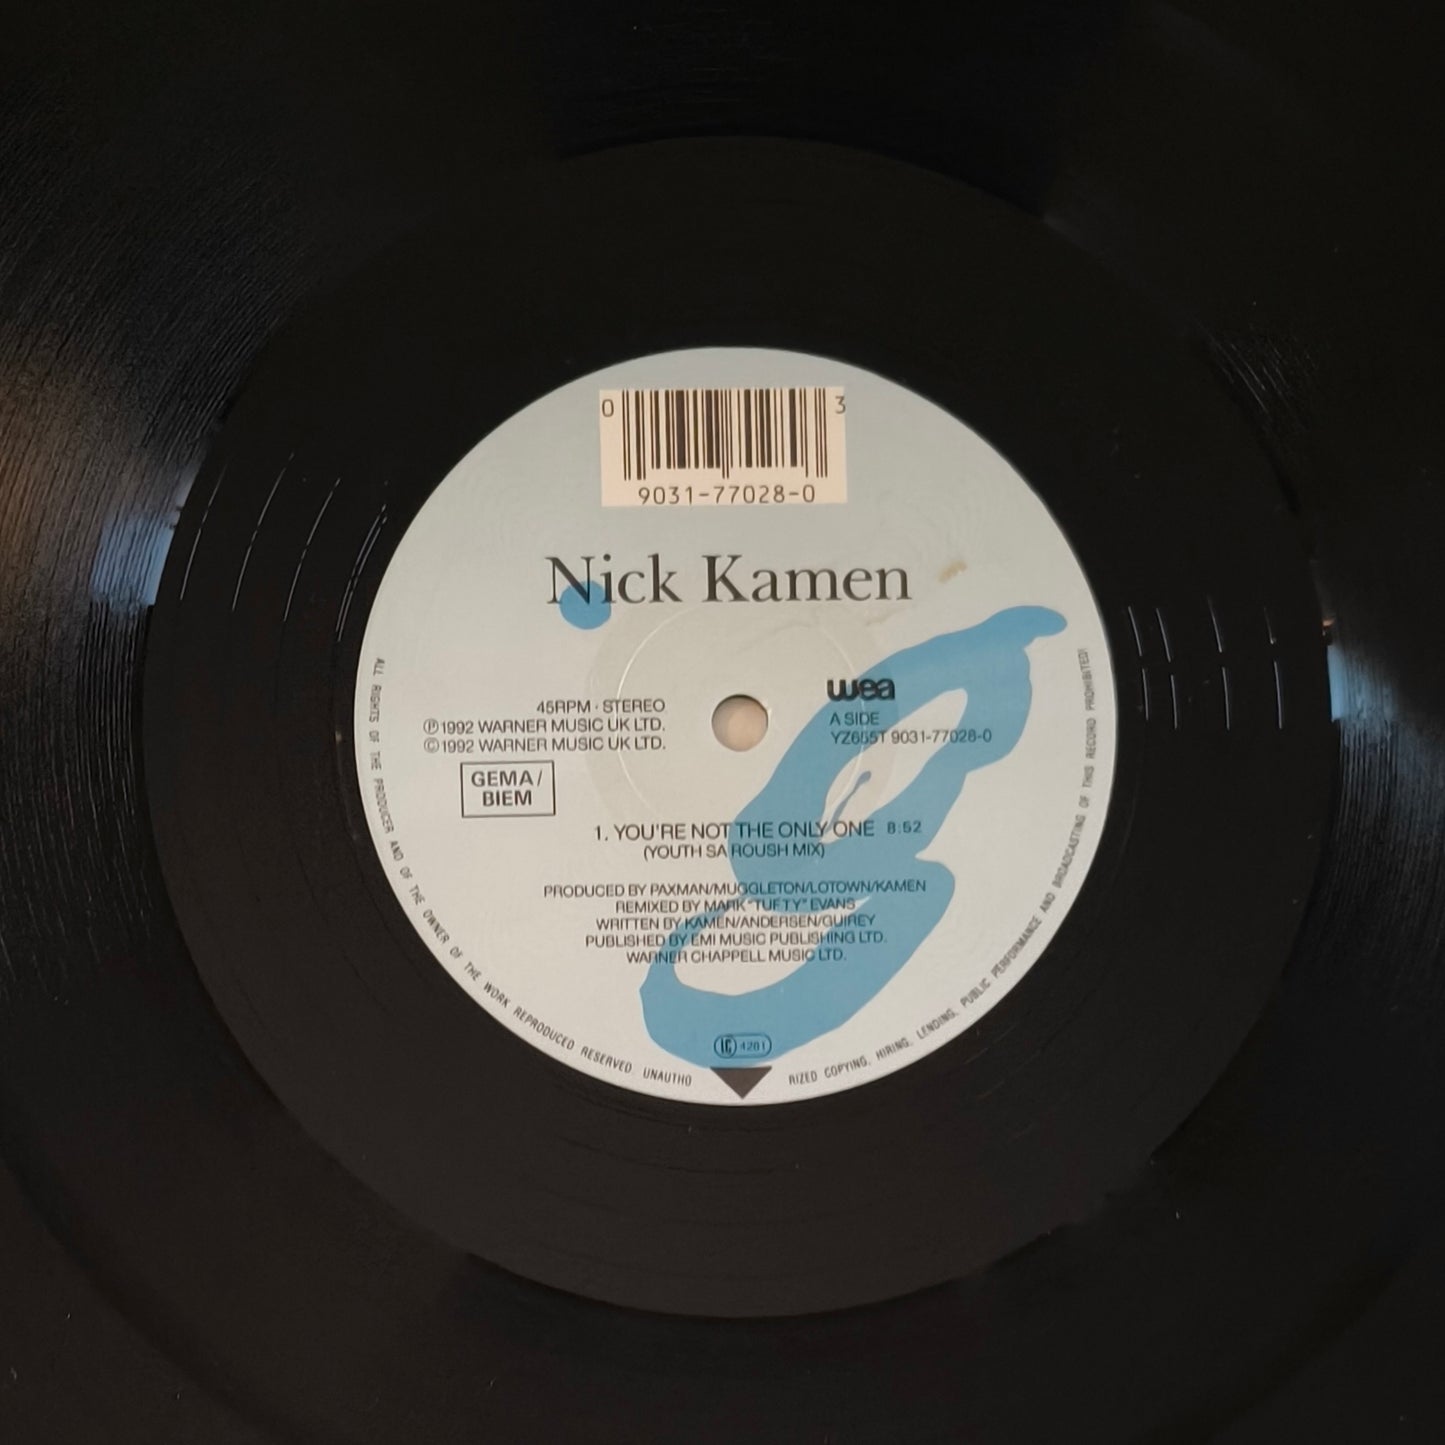 0 3
9031-77028-0
Nick Kamen
wea
45RPM · STEREO
A SIDE
℗1992 WARNER MUSIC UK LTD.
YZ665T 9031-77028-0
©1992 WARNER MUSIC UK LTD.
GEMA/
BIEM
1. YOU'RE NOT THE ONLY ONE 8:52
(YOUTH SA ROUSH MIX)
PRODUCED BY PAXMAN/MUGGLETON/LOTOWN/KAMEN
REMIXED BY MARK "TUFTY" EVANS
WRITTEN BY KAMEN/ANDERSEN/GUIREY
PUBLISHED BY EMI MUSIC PUBLISHING LTD.
WARNER CHAPPELL MUSIC LTD.
LC 4281
ALL RIGHTS OF THE PRODUCER AND OF THE OWNER OF THE WORK REPRODUCED RESERVED. UNAUTHO RIZED COPYING, HIRING, LENDING, PUBLIC PERFORMANCE AND BROADCASTING OF THIS RECORD PROHIBITED!